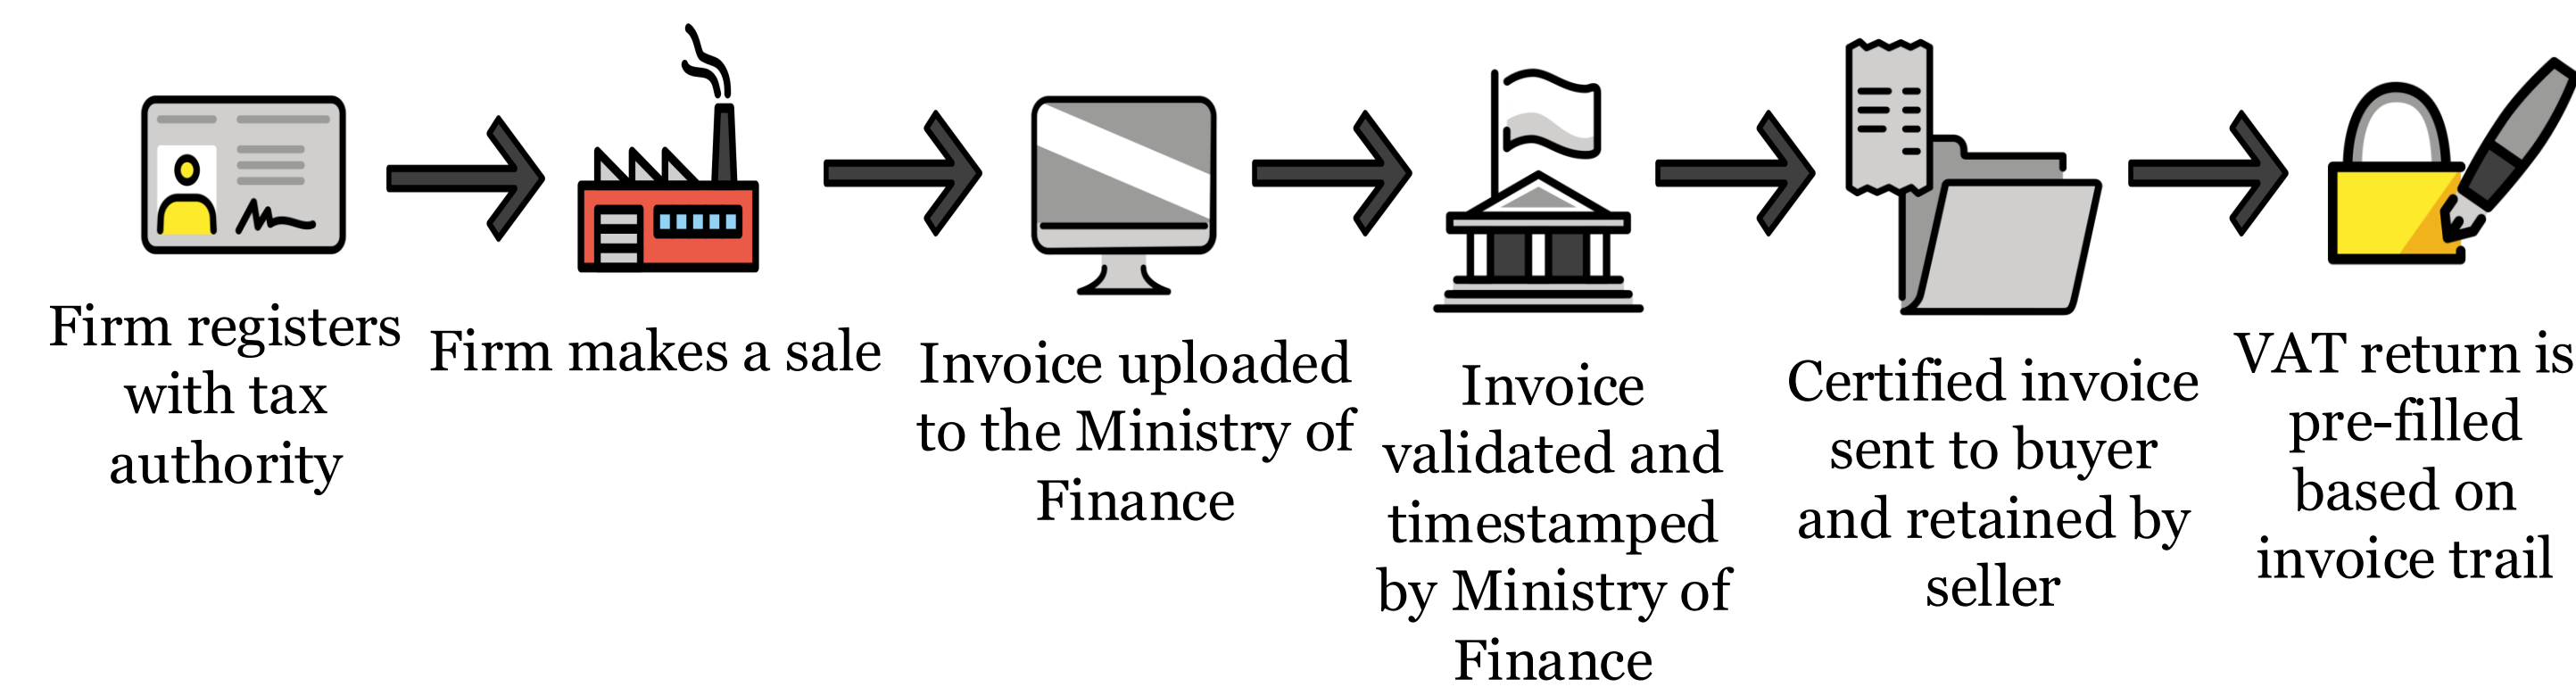 Firm registers
with tax
authority
Firm makes a sale
Invoice uploaded
to the Ministry of
Finance
Invoice
validated and
timestamped
by Ministry of
Finance
Certified invoice
sent to buyer
and retained by
seller
VAT return is
pre-filled
based on
invoice trail